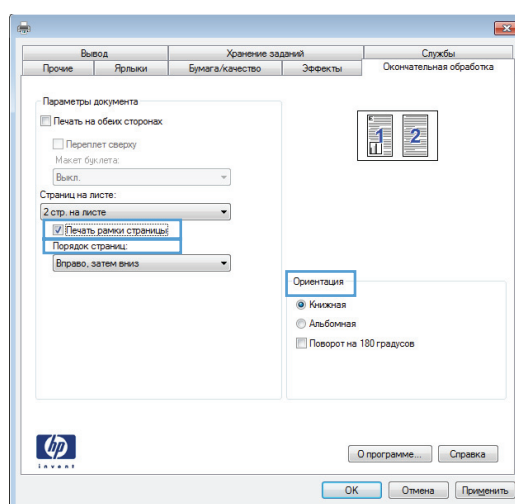 Вывод Хранение заданий Службы
Прочие Ярлыки Бумага/качество Эффекты Окончательная обработка
Параметры документа
Печать на обеих сторонах
Переплет сверху
Макет буклета:
Выкл.
Страниц на листе:
2 стр. на листе
Печать рамки страницы
Порядок страниц:
Вправо, затем вниз
1 2
Ориентация
Книжная
Альбомная
Поворот на 180 градусов
hp
invent
О программе... Справка
OK Отмена Применить